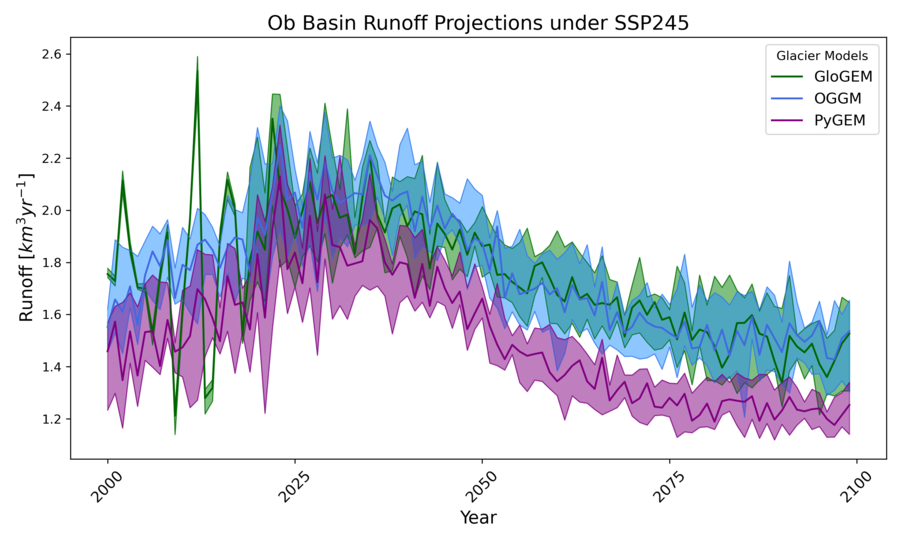 Ob Basin Runoff Projections under SSP245
Glacier Models
GloGEM
OGGM
PyGEM
Runoff [km³yr⁻¹]
2.6
2.4
2.2
2.0
1.8
1.6
1.4
1.2
2000
2025
2050
2075
2100
Year